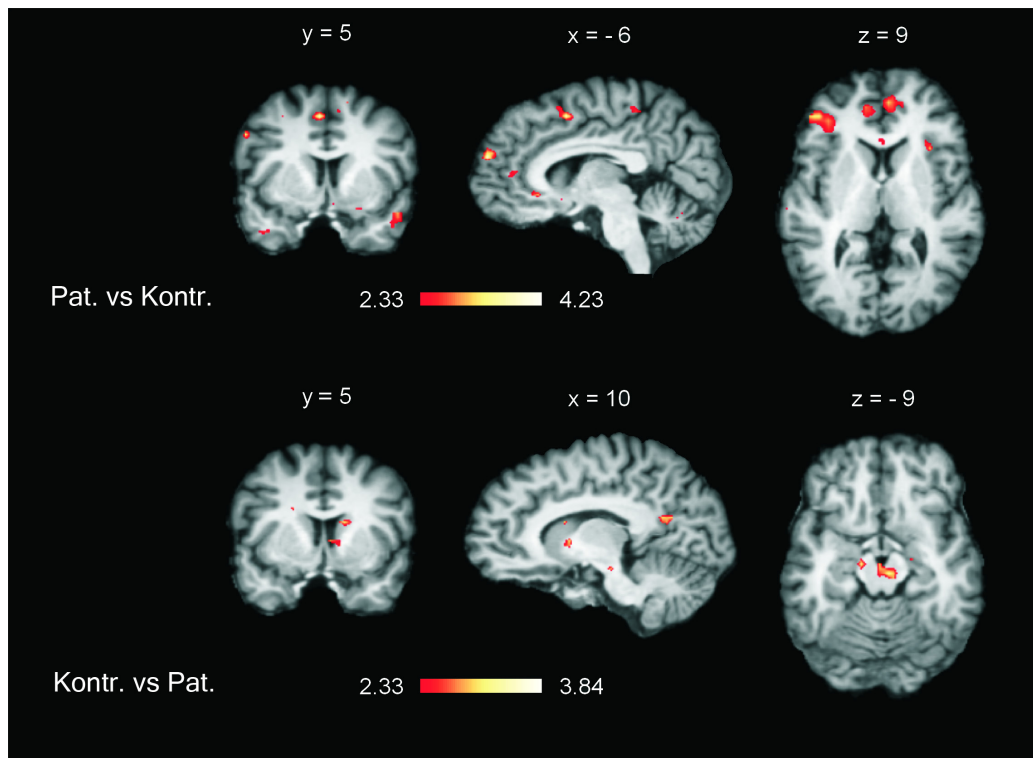 y = 5
x = - 6
z = 9
Pat. vs Kontr.
2.33
4.23
y = 5
x = 10
z = - 9
Kontr. vs Pat.
2.33
3.84